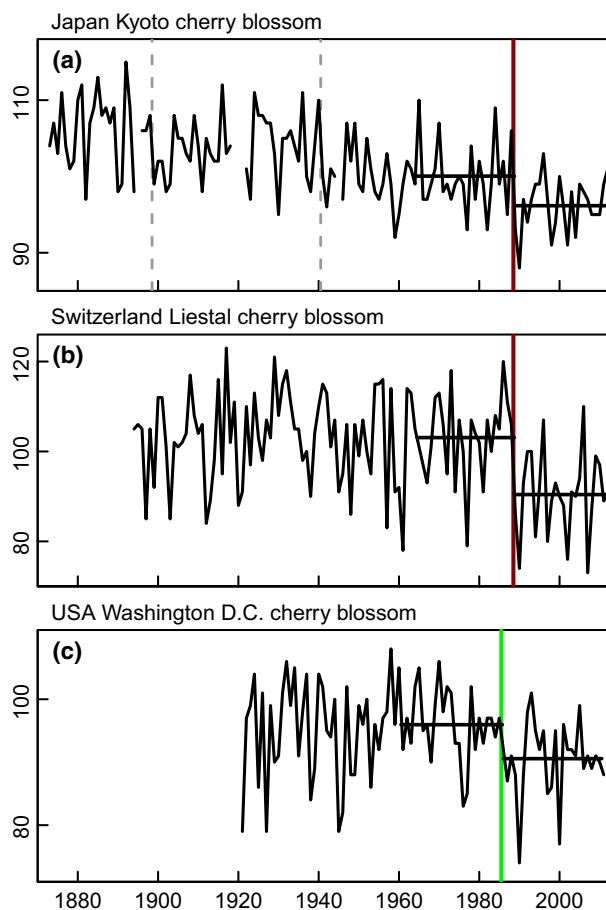 Japan Kyoto cherry blossom
(a)
110
90
Switzerland Liestal cherry blossom
(b)
120
100
80
USA Washington D.C. cherry blossom
(c)
100
80
1880 1900 1920 1940 1960 1980 2000